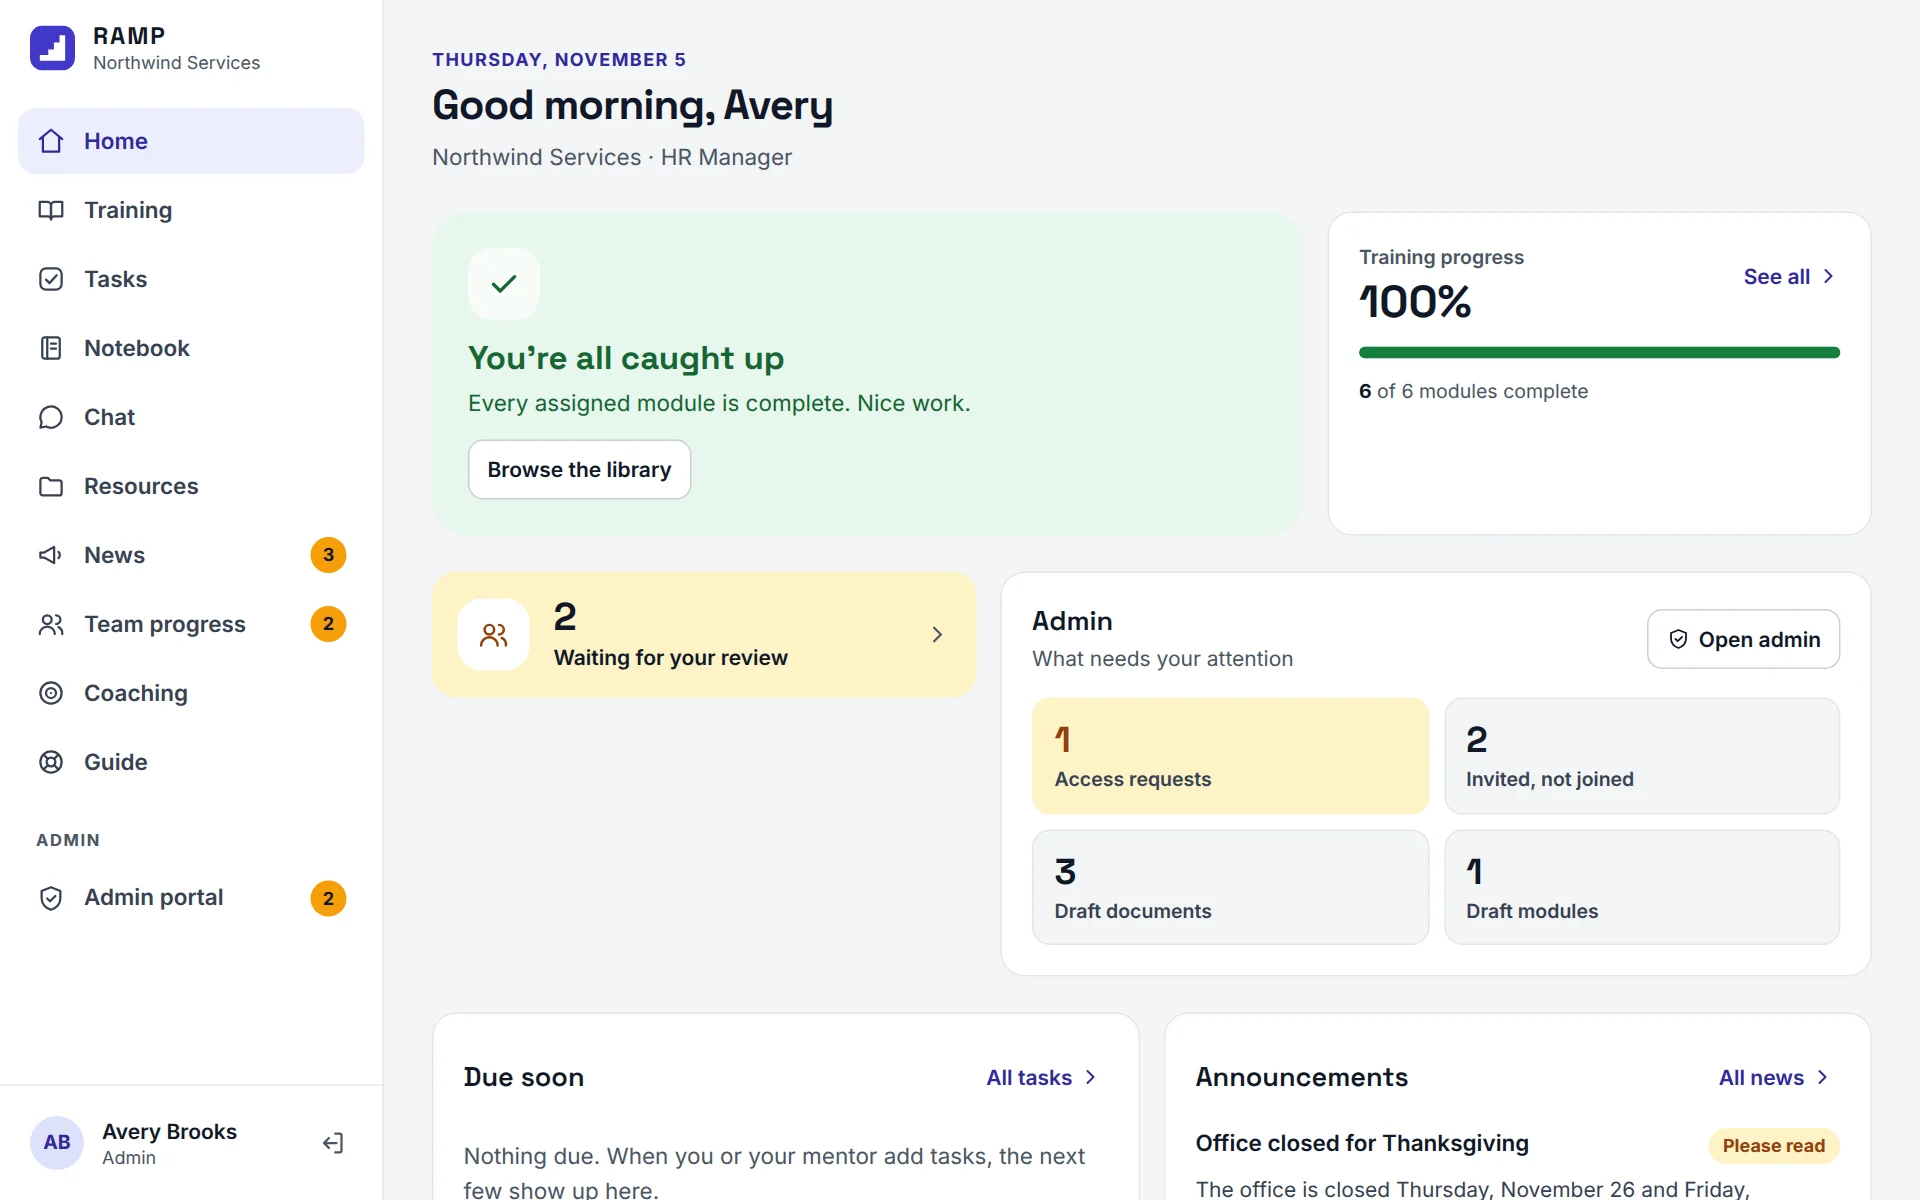 RAMP
Northwind Services
Home
Training
Tasks
Notebook
Chat
Resources
News 3
Team progress 2
Coaching
Guide
ADMIN
Admin portal 2
AB
Avery Brooks
Admin
THURSDAY, NOVEMBER 5
Good morning, Avery
Northwind Services · HR Manager
You're all caught up
Every assigned module is complete. Nice work.
Browse the library
Training progress
100%
See all
6 of 6 modules complete
2
Waiting for your review
Admin
What needs your attention
Open admin
1
Access requests
2
Invited, not joined
3
Draft documents
1
Draft modules
Due soon
All tasks
Nothing due. When you or your mentor add tasks, the next
few show up here.
Announcements
All news
Office closed for Thanksgiving
Please read
The office is closed Thursday, November 26 and Friday,